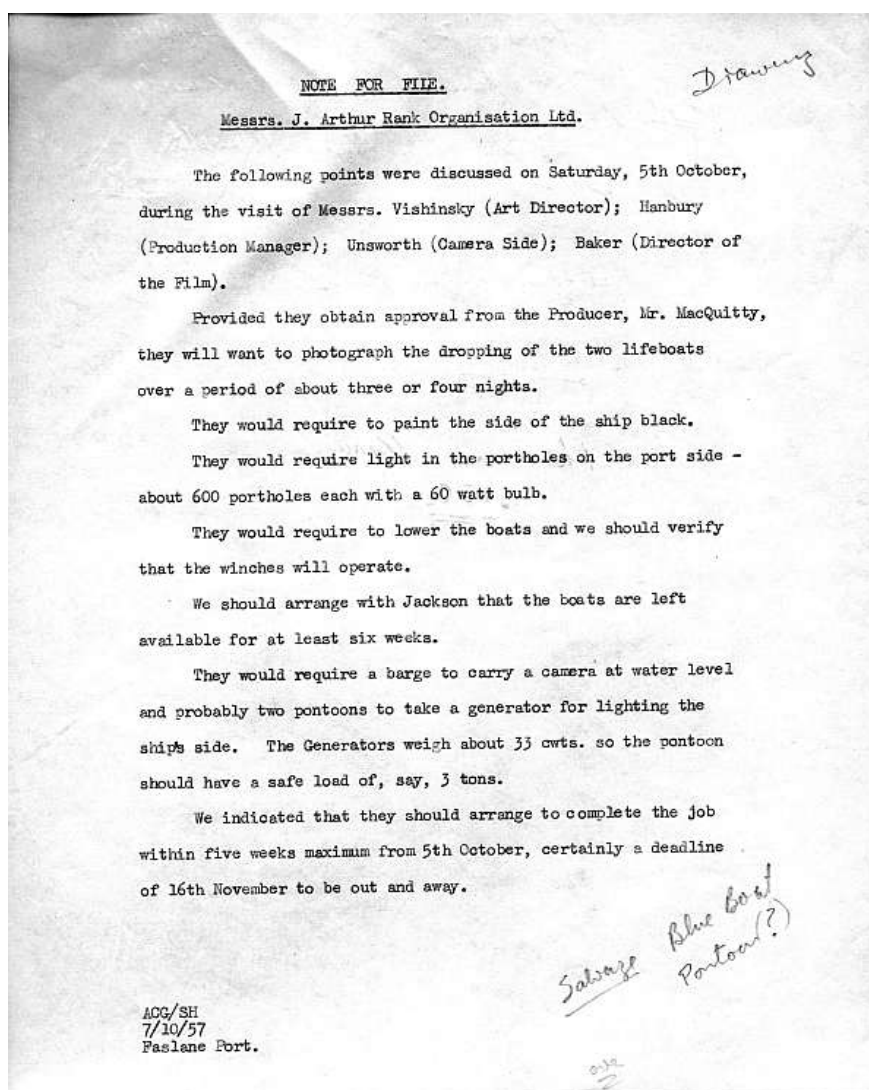 Drawing
NOTE FOR FILE.
Messrs. J. Arthur Rank Organisation Ltd.
The following points were discussed on Saturday, 5th October,
during the visit of Messrs. Vishinsky (Art Director); Hanbury
(Production Manager); Unsworth (Camera Side); Baker (Director of
the Film).
Provided they obtain approval from the Producer, Mr. MacQuitty,
they will want to photograph the dropping of the two lifeboats
over a period of about three or four nights.
They would require to paint the side of the ship black.
They would require light in the portholes on the port side -
about 600 portholes each with a 60 watt bulb.
They would require to lower the boats and we should verify
that the winches will operate.
We should arrange with Jackson that the boats are left
available for at least six weeks.
They would require a barge to carry a camera at water level
and probably two pontoons to take a generator for lighting the
ship's side. The Generators weigh about 33 cwts. so the pontoon
should have a safe load of, say, 3 tons.
We indicated that they should arrange to complete the job
within five weeks maximum from 5th October, certainly a deadline
of 16th November to be out and away.
Salvage Blue Boat
Pontoon(?)
ACG/SH
7/10/57
Faslane Port.